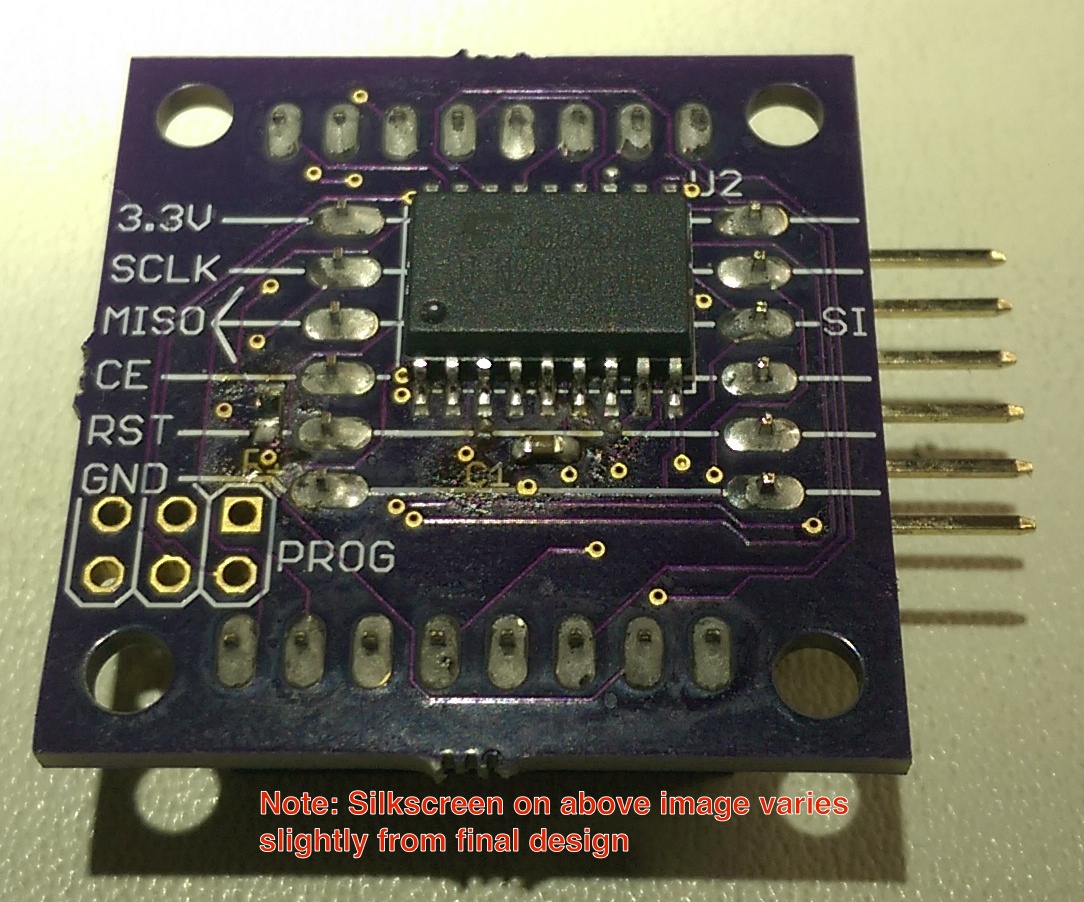 U2
3.3V
SCLK
MISO
SI
CE
RST
GND
C1
PROG
Note: Silkscreen on above image varies
slightly from final design